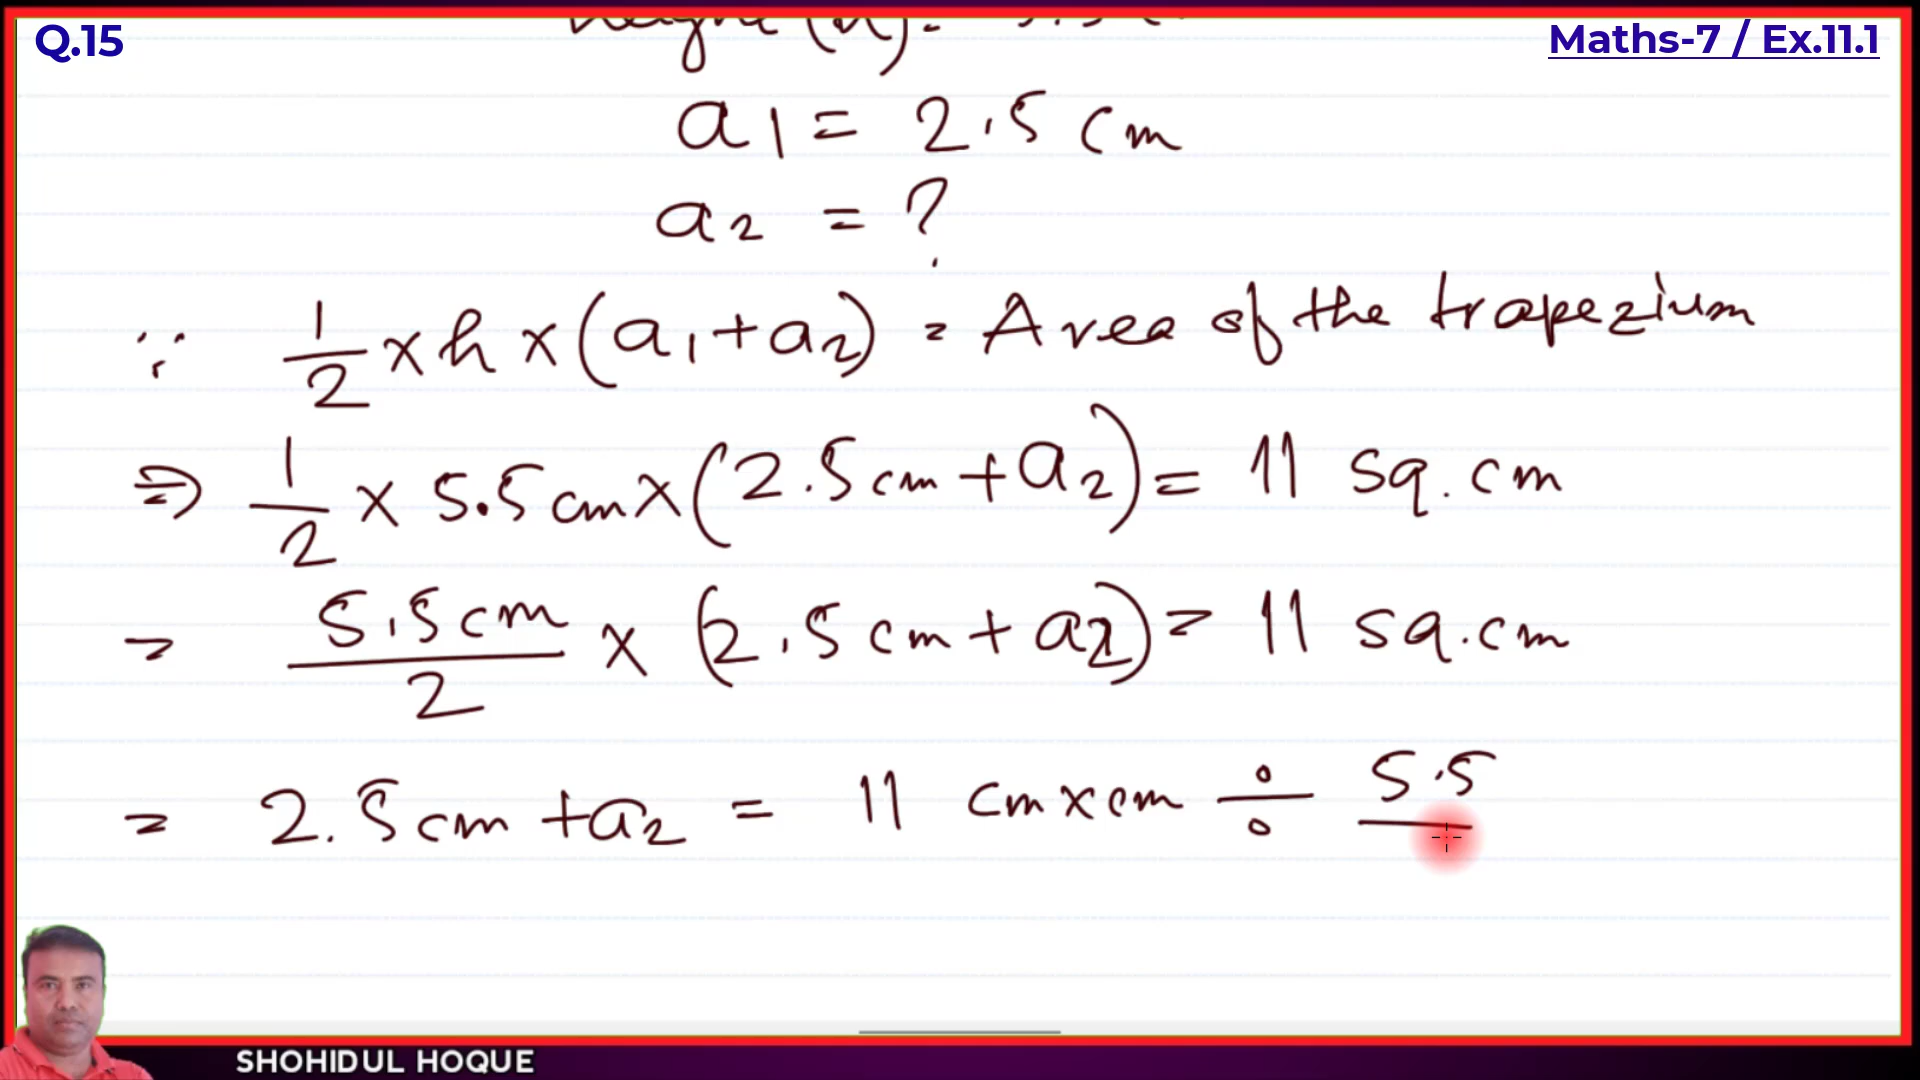 Q.15
Maths-7 / Ex.11.1
height (h) =
a1 = 2.5 cm
a2 = ?
∵ 1/2 × h × (a1 + a2) = Area of the trapezium
⇒ 1/2 × 5.5 cm × (2.5 cm + a2) = 11 sq. cm
= 5.5 cm/2 × (2.5 cm + a2) = 11 sq. cm
= 2.5 cm + a2 = 11 cm × cm ÷ 5.5
SHOHIDUL HOQUE